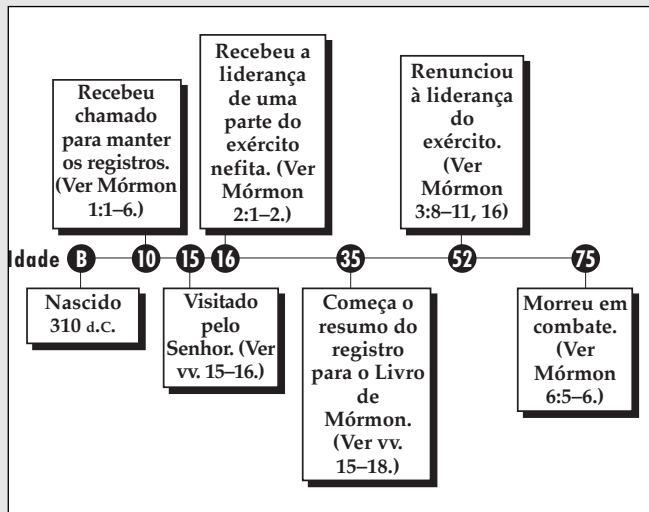 Recebeu
chamado
para manter
os registros.
(Ver Mórmon
1:1–6.)
Recebeu a
liderança
de uma
parte do
exército
nefita. (Ver
Mórmon
2:1–2.)
Renunciou
à liderança
do
exército.
(Ver
Mórmon
3:8–11, 16)
Idade B 10 15 16 35 52 75
Nascido
310 d.C.
Visitado
pelo
Senhor. (Ver
vv. 15–16.)
Começa o
resumo do
registro
para o Livro
de
Mórmon.
(Ver vv.
15–18.)
Morreu em
combate.
(Ver
Mórmon
6:5–6.)